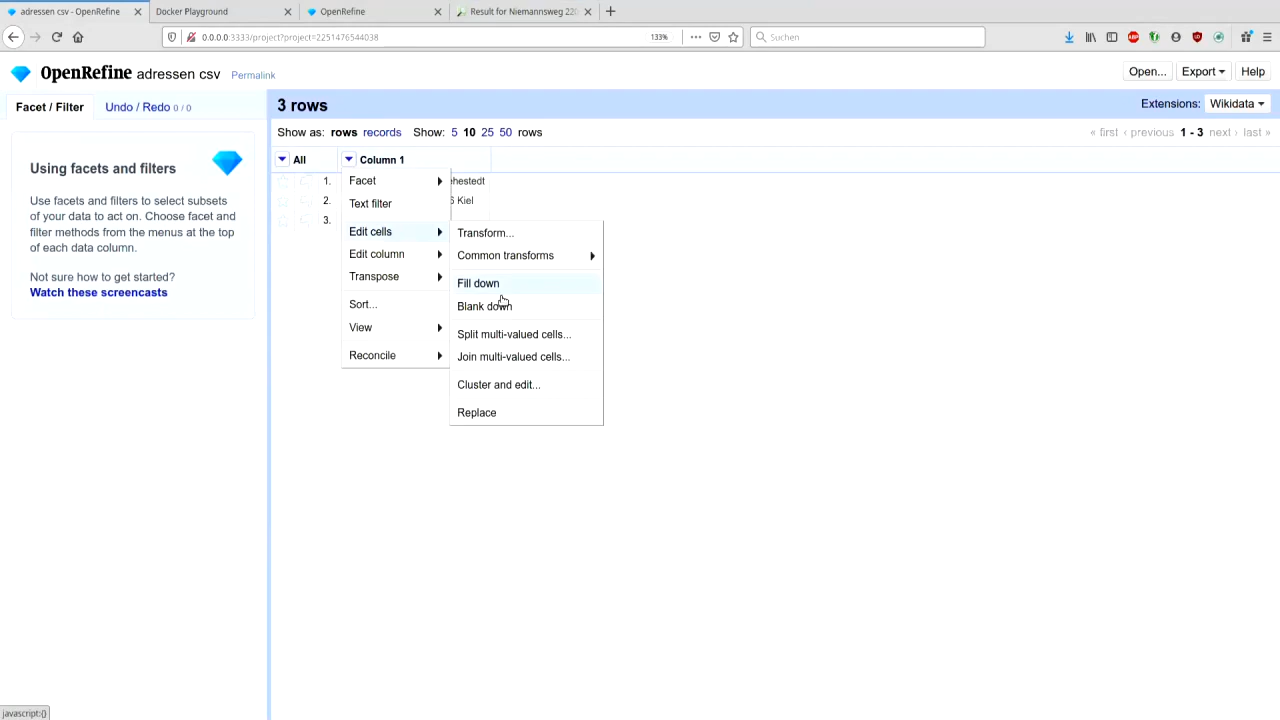 adressen csv - OpenRefine
Docker Playground
OpenRefine
Result for Niemannsweg 220
0.0.0.0:3333/project?project=2251476544038
133%
Suchen
OpenRefine adressen csv Permalink
Open... Export Help
Facet / Filter Undo / Redo 0 / 0
3 rows
Extensions: Wikidata
Show as: rows records Show: 5 10 25 50 rows
« first ‹ previous 1 - 3 next › last »
Using facets and filters
Use facets and filters to select subsets
of your data to act on. Choose facet and
filter methods from the menus at the top
of each data column.
Not sure how to get started?
Watch these screencasts
All Column 1
1. ehestedt
2. 6 Kiel
3.
Facet
Text filter
Edit cells
Edit column
Transpose
Sort...
View
Reconcile
Transform...
Common transforms
Fill down
Blank down
Split multi-valued cells...
Join multi-valued cells...
Cluster and edit...
Replace
javascript:{}